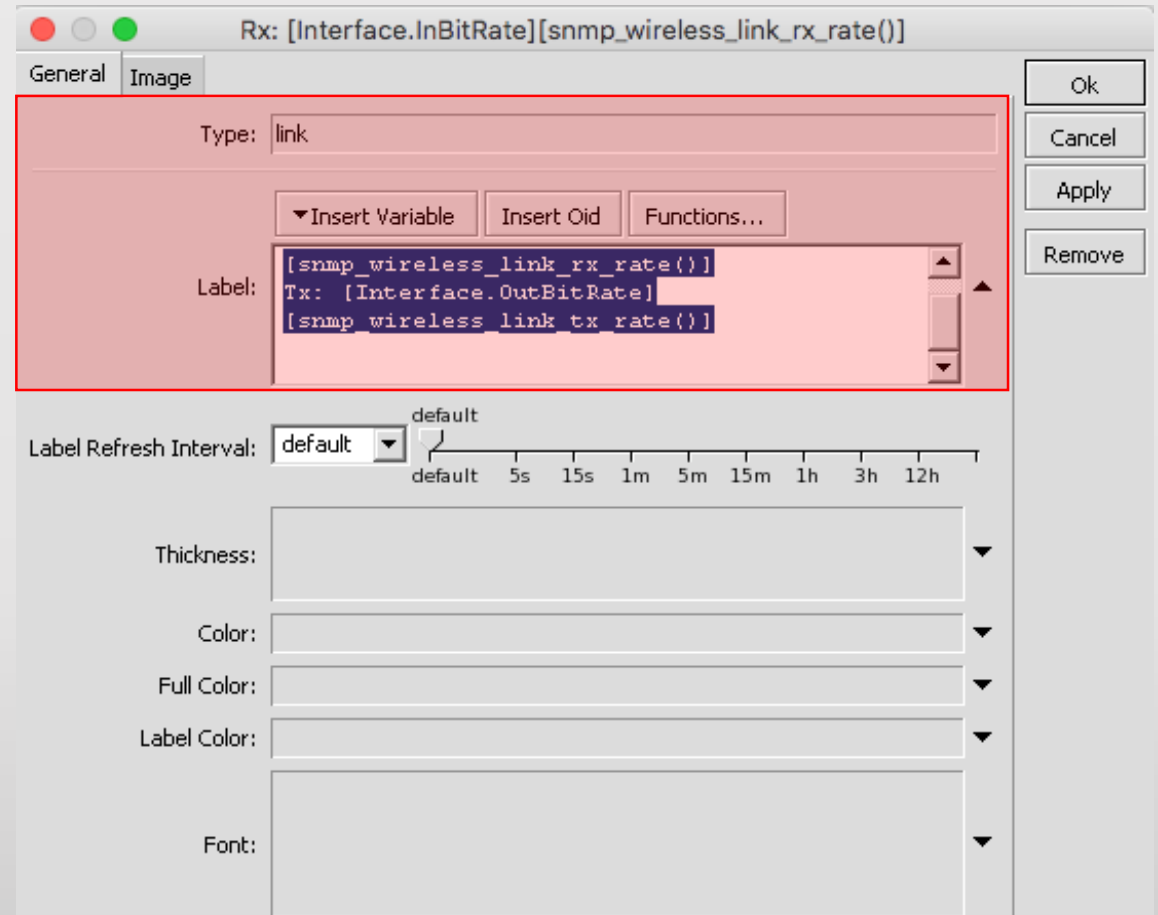 Rx: [Interface.InBitRate][snmp_wireless_link_rx_rate()]
General Image
Ok
Type: link
Cancel
Apply
▼Insert Variable Insert Oid Functions...
Remove
Label: [snmp_wireless_link_rx_rate()]
Tx: [Interface.OutBitRate]
[snmp_wireless_link_tx_rate()]
default
Label Refresh Interval: default
default 5s 15s 1m 5m 15m 1h 3h 12h
Thickness:
Color:
Full Color:
Label Color:
Font: